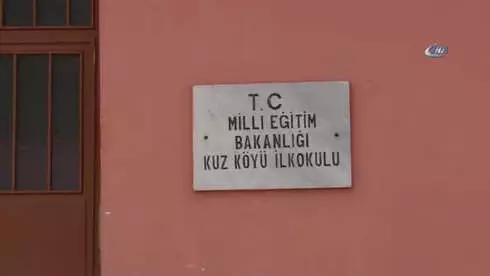 T.C
MİLLİ EĞİTİM
BAKANLIĞI
KUZ KÖYÜ İLKOKULU